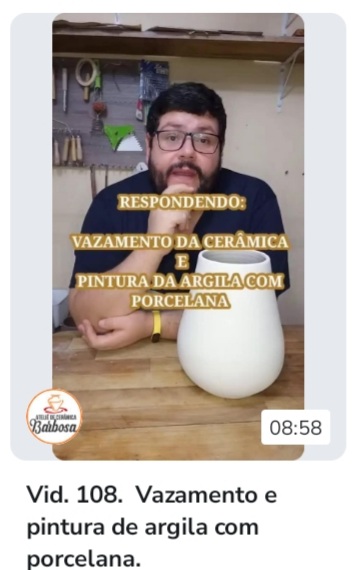 RESPONDENDO:
VAZAMENTO DA CERÂMICA
E
PINTURA DA ARGILA COM
PORCELANA
ATELIÊ DE CERÂMICA
Barbosa
08:58
Vid. 108. Vazamento e
pintura de argila com
porcelana.